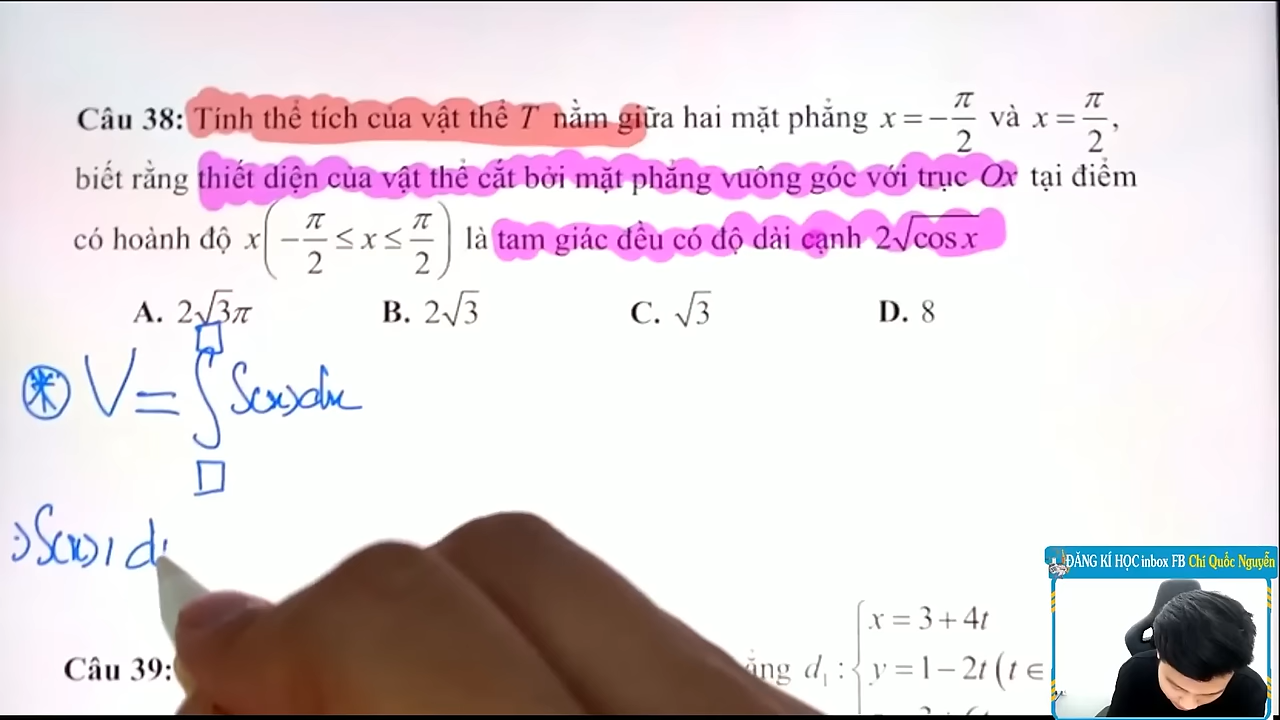 Câu 38: Tính thể tích của vật thể T nằm giữa hai mặt phẳng x = −π/2 và x = π/2,
biết rằng thiết diện của vật thể cắt bởi mặt phẳng vuông góc với trục Ox tại điểm
có hoành độ x(−π/2 ≤ x ≤ π/2) là tam giác đều có độ dài cạnh 2√cos x
A. 2√3π B. 2√3 C. √3 D. 8
V = ∫ S(x)dx
S(x)
ĐĂNG KÍ HỌC inbox FB Chí Quốc Nguyễn
x = 3 + 4t
Câu 39: d₁ : y = 1 − 2t (t ∈